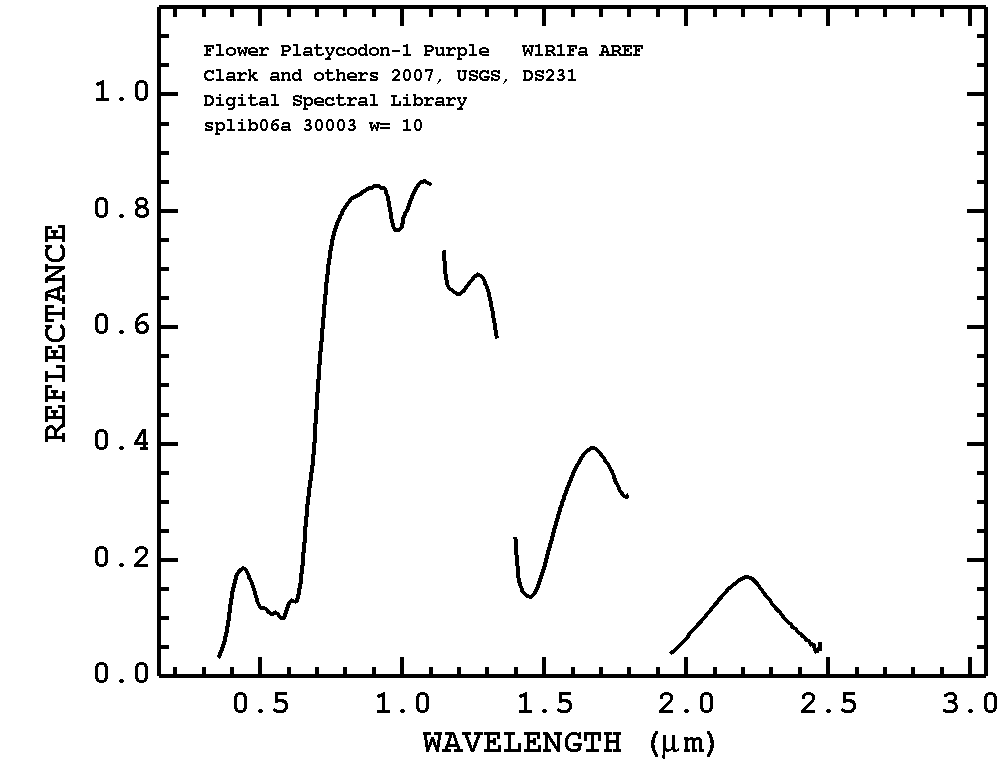 Flower Platycodon-1 Purple W1R1Fa AREF
Clark and others 2007, USGS, DS231
Digital Spectral Library
splib06a 30003 w= 10
1.0
0.8
0.6
0.4
0.2
0.0
REFLECTANCE
0.5 1.0 1.5 2.0 2.5 3.0
WAVELENGTH (μm)